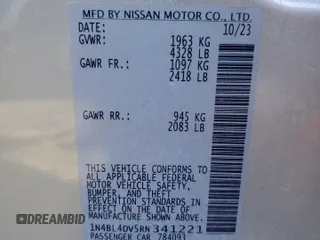 MFD BY NISSAN MOTOR CO., LTD.
DATE: 10/23
GVWR: 1963 KG
4328 LB
GAWR FR.: 1097 KG
2418 LB
GAWR RR.: 945 KG
2083 LB
THIS VEHICLE CONFORMS TO ALL
APPLICABLE FEDERAL MOTOR VEHICLE
SAFETY, BUMPER, AND THEFT
PREVENTION STANDARDS IN
EFFECT ON THE DATE OF
MANUFACTURE SHOWN ABOVE.
1N4BL4DV5RN341221
PASSENGER CAR 784093
DREAMBID